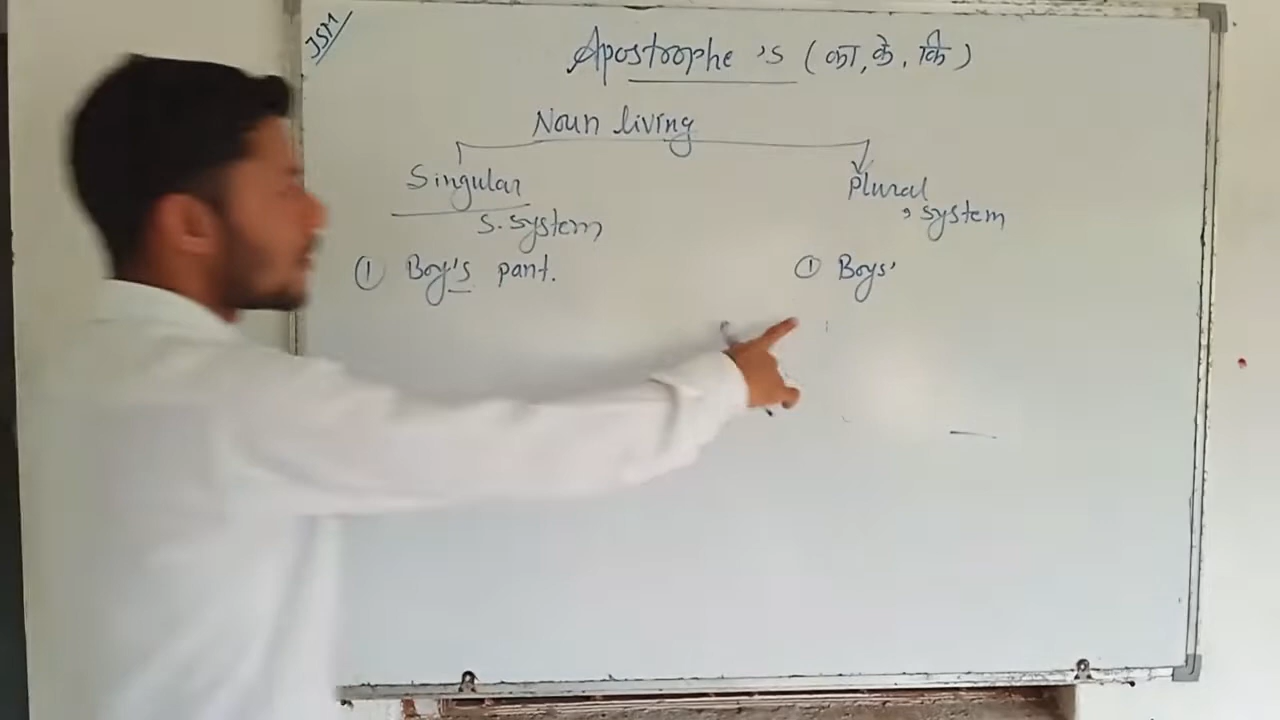 JSM
Apostrophe 's (का, के, कि)
Noun living
Singular
S. system
Plural
, system
① Boy's pant.
① Boys'